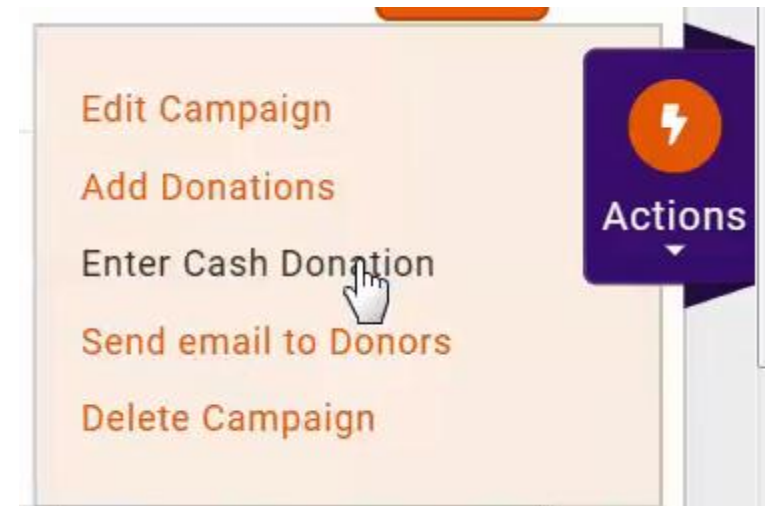 Edit Campaign
Add Donations
Enter Cash Donation
Send email to Donors
Delete Campaign
Actions